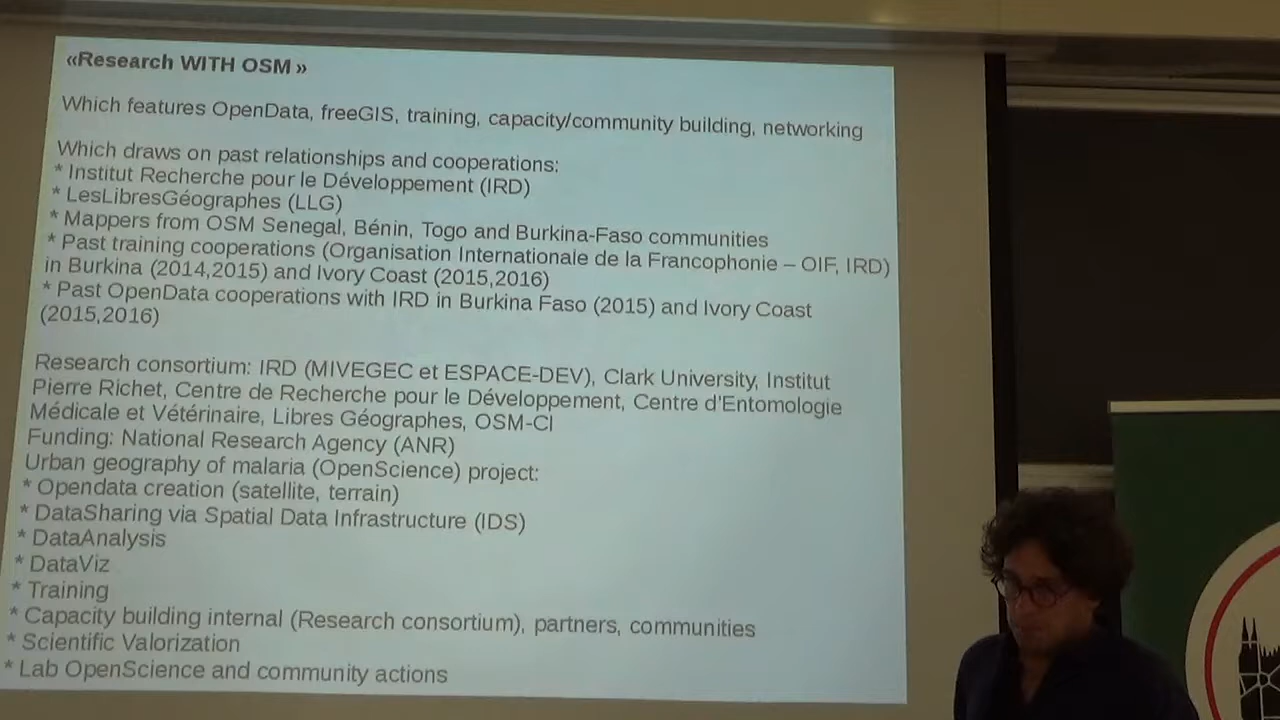 «Research WITH OSM »
Which features OpenData, freeGIS, training, capacity/community building, networking
Which draws on past relationships and cooperations:
* Institut Recherche pour le Développement (IRD)
* LesLibresGéographes (LLG)
* Mappers from OSM Senegal, Bénin, Togo and Burkina-Faso communities
* Past training cooperations (Organisation Internationale de la Francophonie – OIF, IRD)
in Burkina (2014,2015) and Ivory Coast (2015,2016)
* Past OpenData cooperations with IRD in Burkina Faso (2015) and Ivory Coast
(2015,2016)
Research consortium: IRD (MIVEGEC et ESPACE-DEV), Clark University, Institut
Pierre Richet, Centre de Recherche pour le Développement, Centre d'Entomologie
Médicale et Vétérinaire, Libres Géographes, OSM-CI
Funding: National Research Agency (ANR)
Urban geography of malaria (OpenScience) project:
* Opendata creation (satellite, terrain)
* DataSharing via Spatial Data Infrastructure (IDS)
* DataAnalysis
* DataViz
* Training
* Capacity building internal (Research consortium), partners, communities
* Scientific Valorization
* Lab OpenScience and community actions